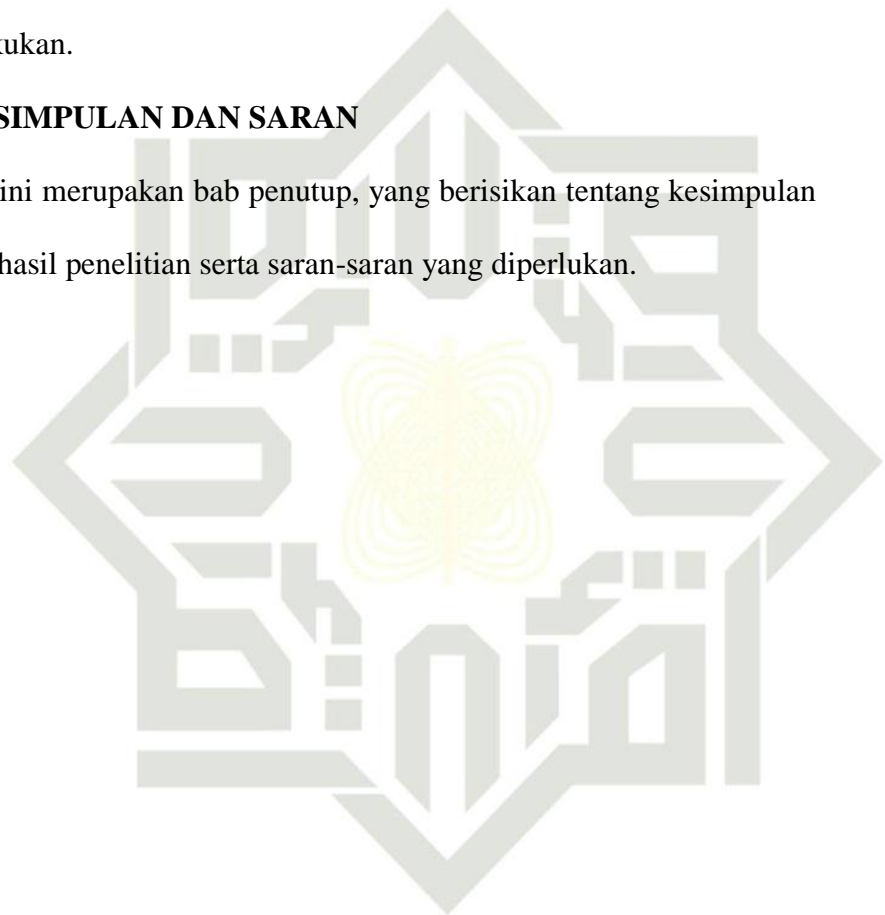 kukan.
SIMPULAN DAN SARAN
ini merupakan bab penutup, yang berisikan tentang kesimpulan
hasil penelitian serta saran-saran yang diperlukan.